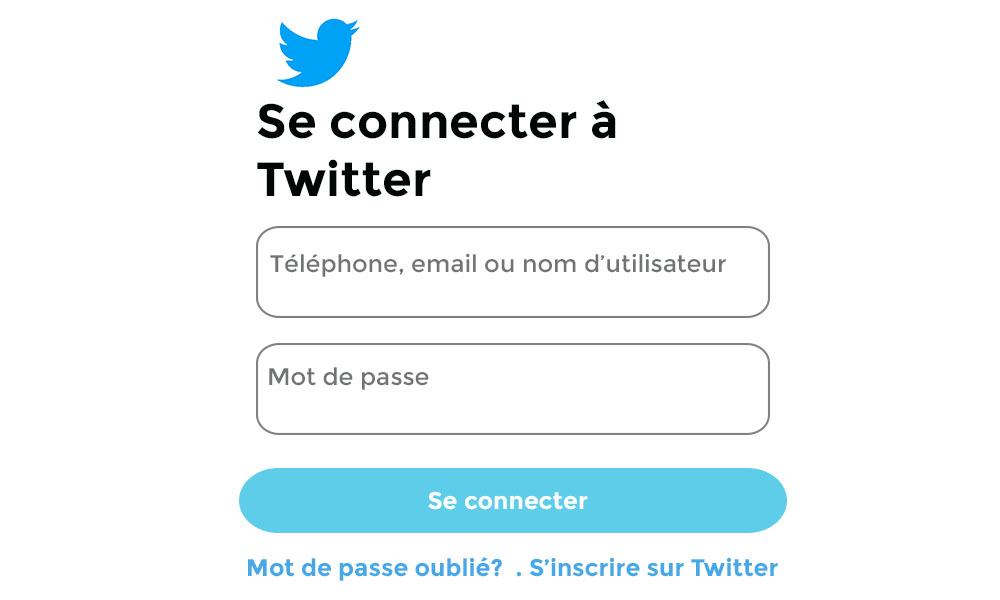 Se connecter à
Twitter
Téléphone, email ou nom d’utilisateur
Mot de passe
Se connecter
Mot de passe oublié? . S’inscrire sur Twitter